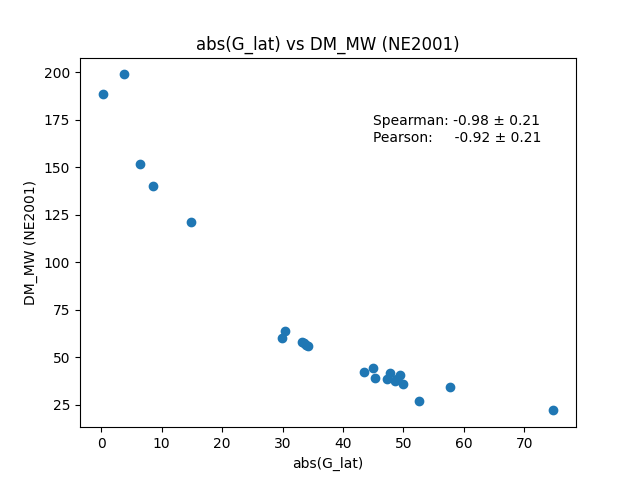 abs(G_lat) vs DM_MW (NE2001)
Spearman: -0.98 ± 0.21
Pearson: -0.92 ± 0.21
DM_MW (NE2001)
200
175
150
125
100
75
50
25
0 10 20 30 40 50 60 70
abs(G_lat)